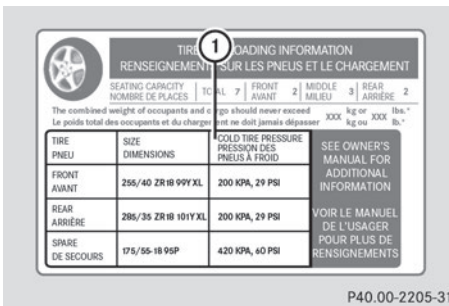 1
TIRE LOADING INFORMATION
RENSEIGNEMENT SUR LES PNEUS ET LE CHARGEMENT
SEATING CAPACITY
NOMBRE DE PLACES
TOTAL 7
FRONT
AVANT 2
MIDDLE
MILIEU 3
REAR
ARRIÈRE 2
The combined weight of occupants and cargo should never exceed XXX kg or XXX lbs.*
Le poids total des occupants et du chargement ne doit jamais dépasser kg ou lb.*
TIRE
PNEU
SIZE
DIMENSIONS
COLD TIRE PRESSURE
PRESSION DES
PNEUS À FROID
FRONT
AVANT
255/40 ZR18 99Y XL
200 KPA, 29 PSI
REAR
ARRIÈRE
285/35 ZR18 101Y XL
200 KPA, 29 PSI
SPARE
DE SECOURS
175/55-18 95P
420 KPA, 60 PSI
SEE OWNER'S
MANUAL FOR
ADDITIONAL
INFORMATION
VOIR LE MANUEL
DE L'USAGER
POUR PLUS DE
RENSIGNEMENTS
P40.00-2205-31